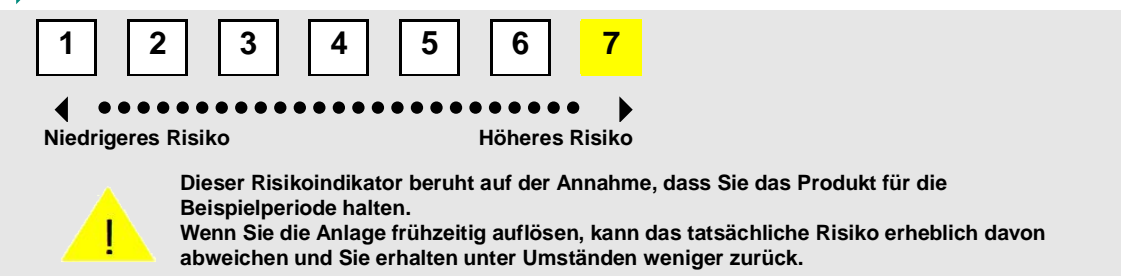 1 2 3 4 5 6 7
Niedrigeres Risiko Höheres Risiko
Dieser Risikoindikator beruht auf der Annahme, dass Sie das Produkt für die
Beispielperiode halten.
! Wenn Sie die Anlage frühzeitig auflösen, kann das tatsächliche Risiko erheblich davon
abweichen und Sie erhalten unter Umständen weniger zurück.